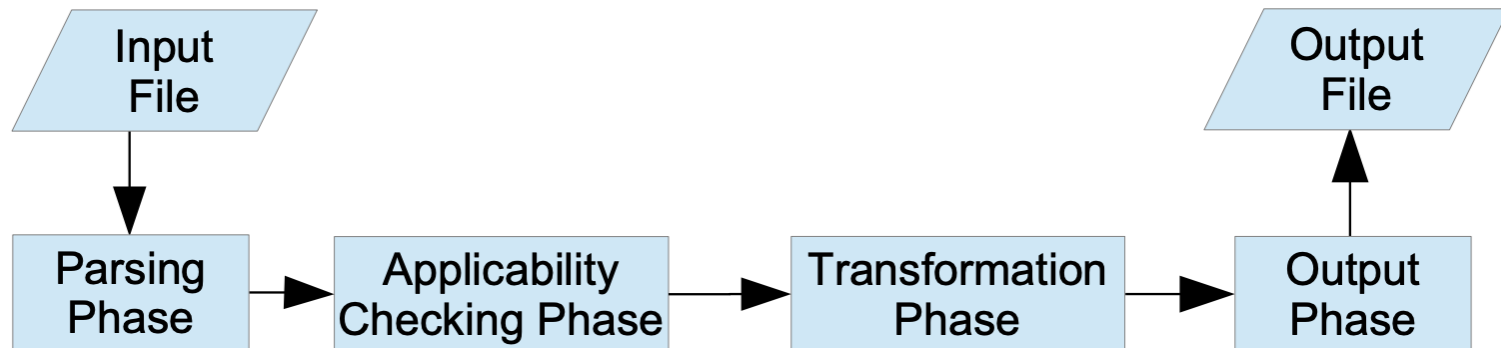 Input
File
Output
File
Parsing
Phase
Applicability
Checking Phase
Transformation
Phase
Output
Phase